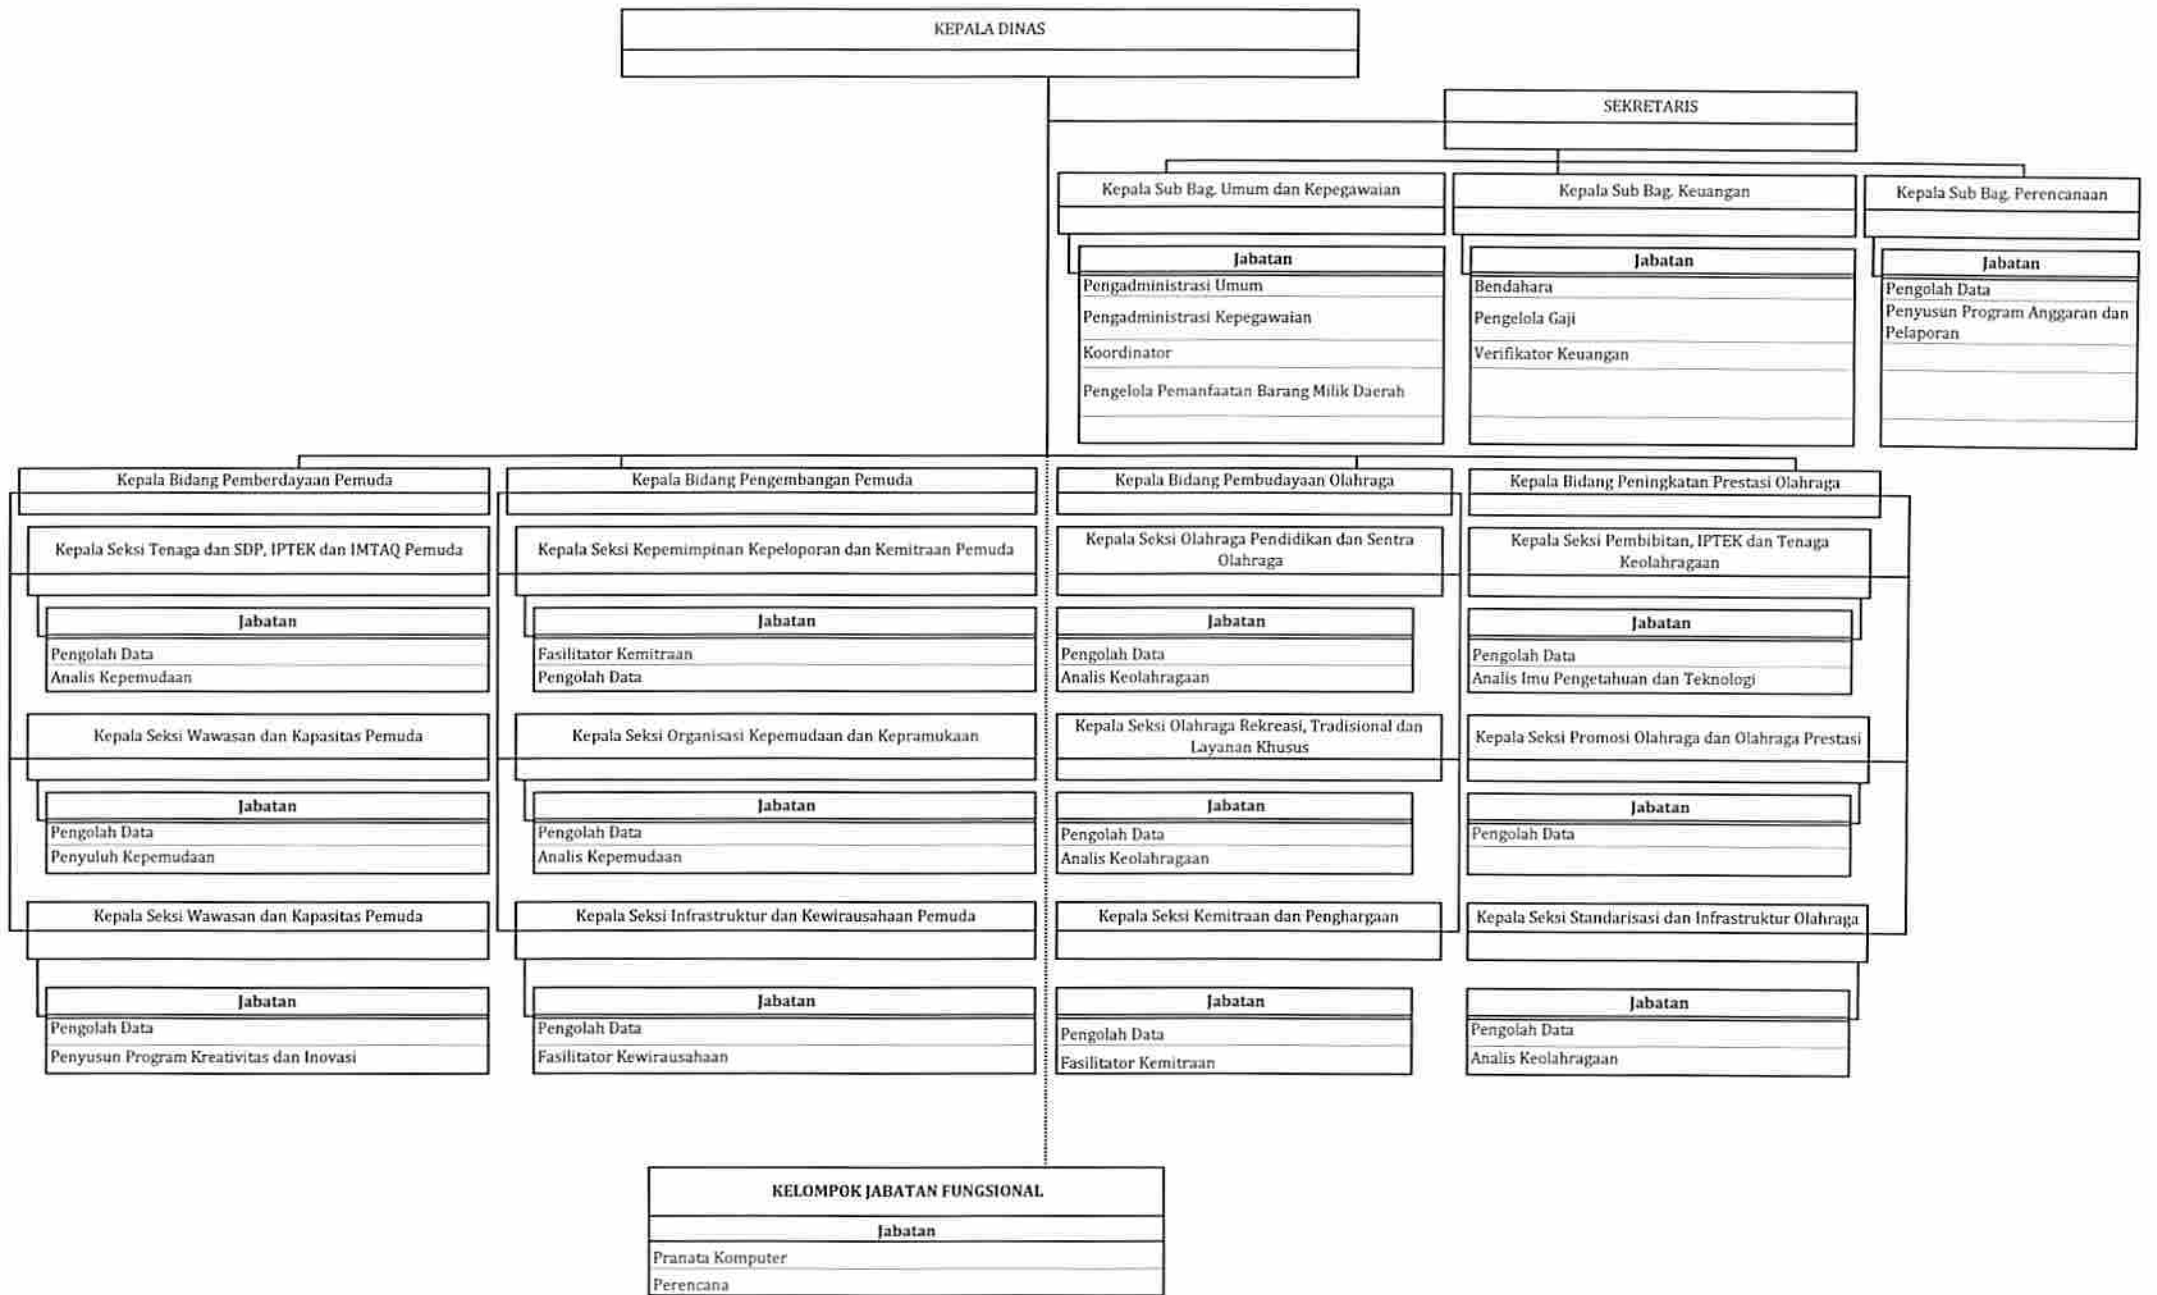 KEPALA DINAS
SEKRETARIS
Kepala Sub Bag. Umum dan Kepegawaian
Kepala Sub Bag. Keuangan
Kepala Sub Bag. Perencanaan
Jabatan
Pengadministrasi Umum
Pengadministrasi Kepegawaian
Koordinator
Pengelola Pemanfaatan Barang Milik Daerah
Jabatan
Bendahara
Pengelola Gaji
Verifikator Keuangan
Jabatan
Pengolah Data
Penyusun Program Anggaran dan
Pelaporan
Kepala Bidang Pemberdayaan Pemuda
Kepala Seksi Tenaga dan SDP, IPTEK dan IMTAQ Pemuda
Jabatan
Pengolah Data
Analis Kepemudaan
Kepala Seksi Wawasan dan Kapasitas Pemuda
Jabatan
Pengolah Data
Penyuluh Kepemudaan
Kepala Seksi Wawasan dan Kapasitas Pemuda
Jabatan
Pengolah Data
Penyusun Program Kreativitas dan Inovasi
Kepala Bidang Pengembangan Pemuda
Kepala Seksi Kepemimpinan Kepeloporan dan Kemitraan Pemuda
Jabatan
Fasilitator Kemitraan
Pengolah Data
Kepala Seksi Organisasi Kepemudaan dan Kepramukaan
Jabatan
Pengolah Data
Analis Kepemudaan
Kepala Seksi Infrastruktur dan Kewirausahaan Pemuda
Jabatan
Pengolah Data
Fasilitator Kewirausahaan
Kepala Bidang Pembudayaan Olahraga
Kepala Seksi Olahraga Pendidikan dan Sentra
Olahraga
Jabatan
Pengolah Data
Analis Keolahragaan
Kepala Seksi Olahraga Rekreasi, Tradisional dan
Layanan Khusus
Jabatan
Pengolah Data
Analis Keolahragaan
Kepala Seksi Kemitraan dan Penghargaan
Jabatan
Pengolah Data
Fasilitator Kemitraan
Kepala Bidang Peningkatan Prestasi Olahraga
Kepala Seksi Pembibitan, IPTEK dan Tenaga
Keolahragaan
Jabatan
Pengolah Data
Analis Imu Pengetahuan dan Teknologi
Kepala Seksi Promosi Olahraga dan Olahraga Prestasi
Jabatan
Pengolah Data
Kepala Seksi Standarisasi dan Infrastruktur Olahraga
Jabatan
Pengolah Data
Analis Keolahragaan
KELOMPOK JABATAN FUNGSIONAL
Jabatan
Pranata Komputer
Perencana